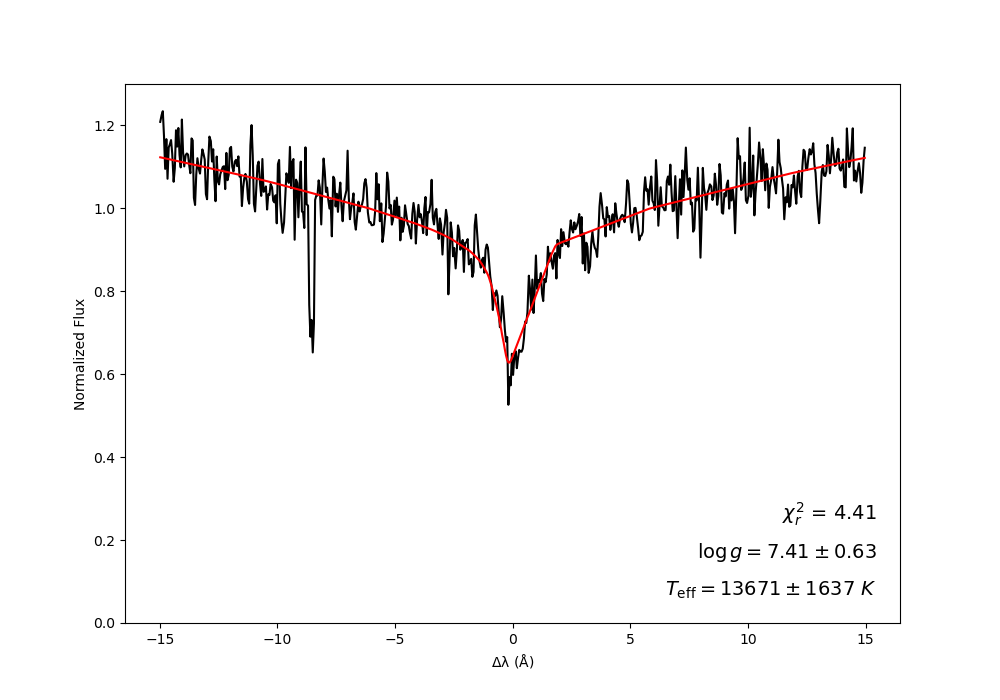 1.2
1.0
0.8
0.6
0.4
0.2
0.0
Normalized Flux
χ²ᵣ = 4.41
log g = 7.41 ± 0.63
T_eff = 13671 ± 1637 K
−15 −10 −5 0 5 10 15
Δλ (Å)